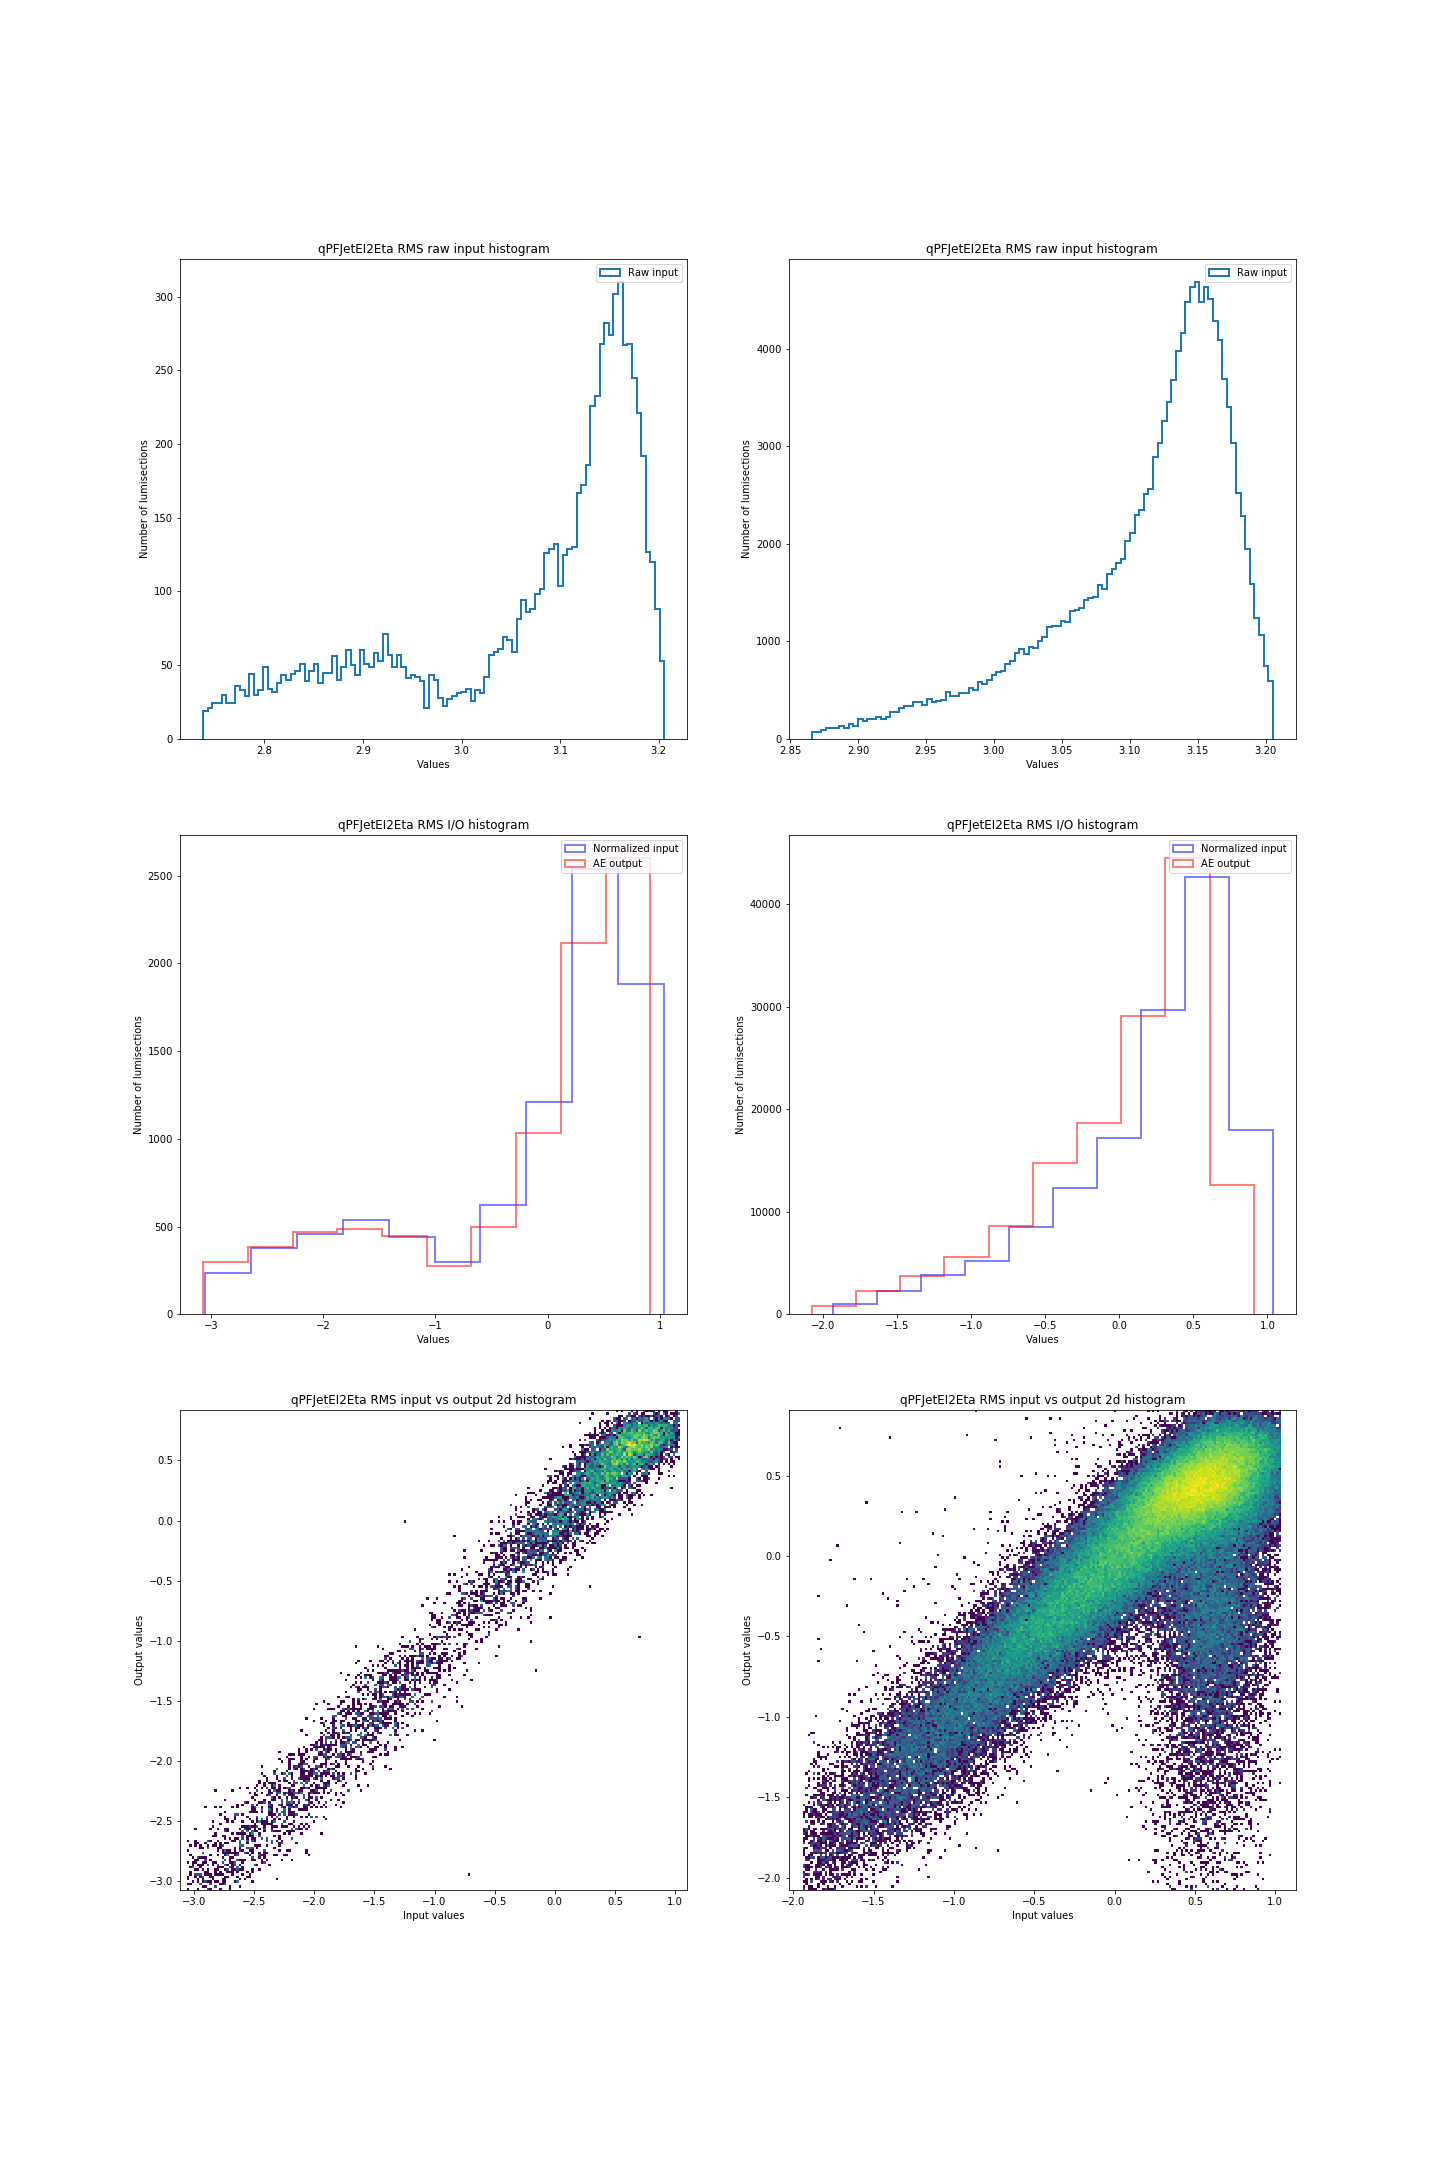 qPFJetEI2Eta RMS raw input histogram
Raw input
300
250
200
150
100
50
0
Number of lumisections
2.8 2.9 3.0 3.1 3.2
Values
qPFJetEI2Eta RMS raw input histogram
Raw input
4000
3000
2000
1000
0
Number of lumisections
2.85 2.90 2.95 3.00 3.05 3.10 3.15 3.20
Values
qPFJetEI2Eta RMS I/O histogram
Normalized input
AE output
2500
2000
1500
1000
500
0
Number of lumisections
−3 −2 −1 0 1
Values
qPFJetEI2Eta RMS I/O histogram
Normalized input
AE output
40000
30000
20000
10000
0
Number of lumisections
−2.0 −1.5 −1.0 −0.5 0.0 0.5 1.0
Values
qPFJetEI2Eta RMS input vs output 2d histogram
0.5
0.0
−0.5
−1.0
−1.5
−2.0
−2.5
−3.0
Output values
−3.0 −2.5 −2.0 −1.5 −1.0 −0.5 0.0 0.5 1.0
Input values
qPFJetEI2Eta RMS input vs output 2d histogram
0.5
0.0
−0.5
−1.0
−1.5
−2.0
Output values
−2.0 −1.5 −1.0 −0.5 0.0 0.5 1.0
Input values